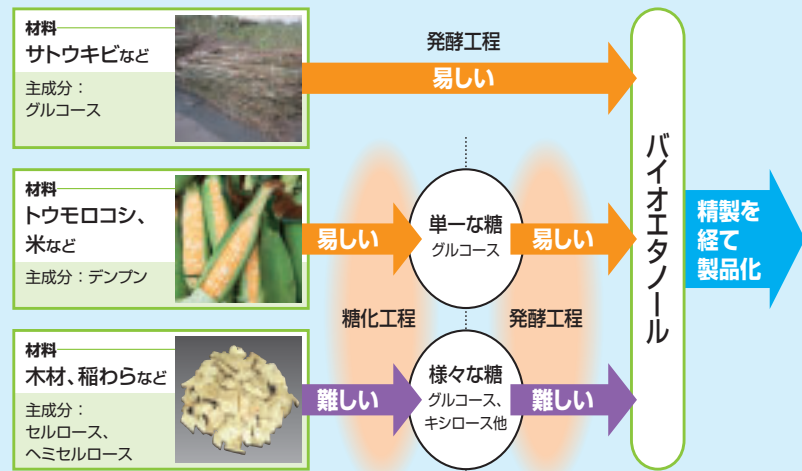 材料
サトウキビなど
主成分：
グルコース
発酵工程
易しい
材料
トウモロコシ、
米など
主成分：デンプン
易しい
単一な糖
グルコース
易しい
糖化工程
発酵工程
材料
木材、稲わらなど
主成分：
セルロース、
ヘミセルロース
難しい
様々な糖
グルコース、
キシロース他
難しい
バイオエタノール
精製を
経て
製品化